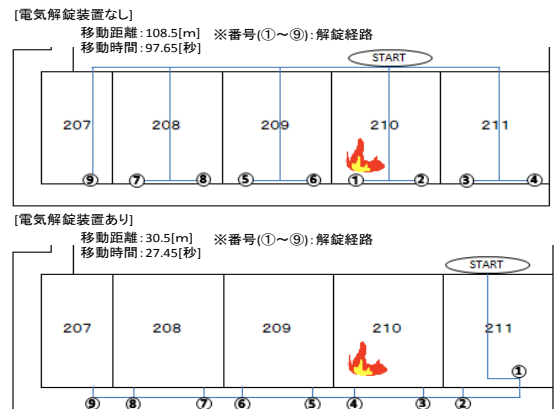 [電気解錠装置なし]
移動距離:108.5[m] ※番号(①～⑨):解錠経路
移動時間:97.65[秒]
START
207 208 209 210 211
⑨ ⑦ ⑧ ⑤ ⑥ ① ② ③ ④
[電気解錠装置あり]
移動距離:30.5[m] ※番号(①～⑨):解錠経路
移動時間:27.45[秒]
START
207 208 209 210 211
①
⑨ ⑧ ⑦ ⑥ ⑤ ④ ③ ②